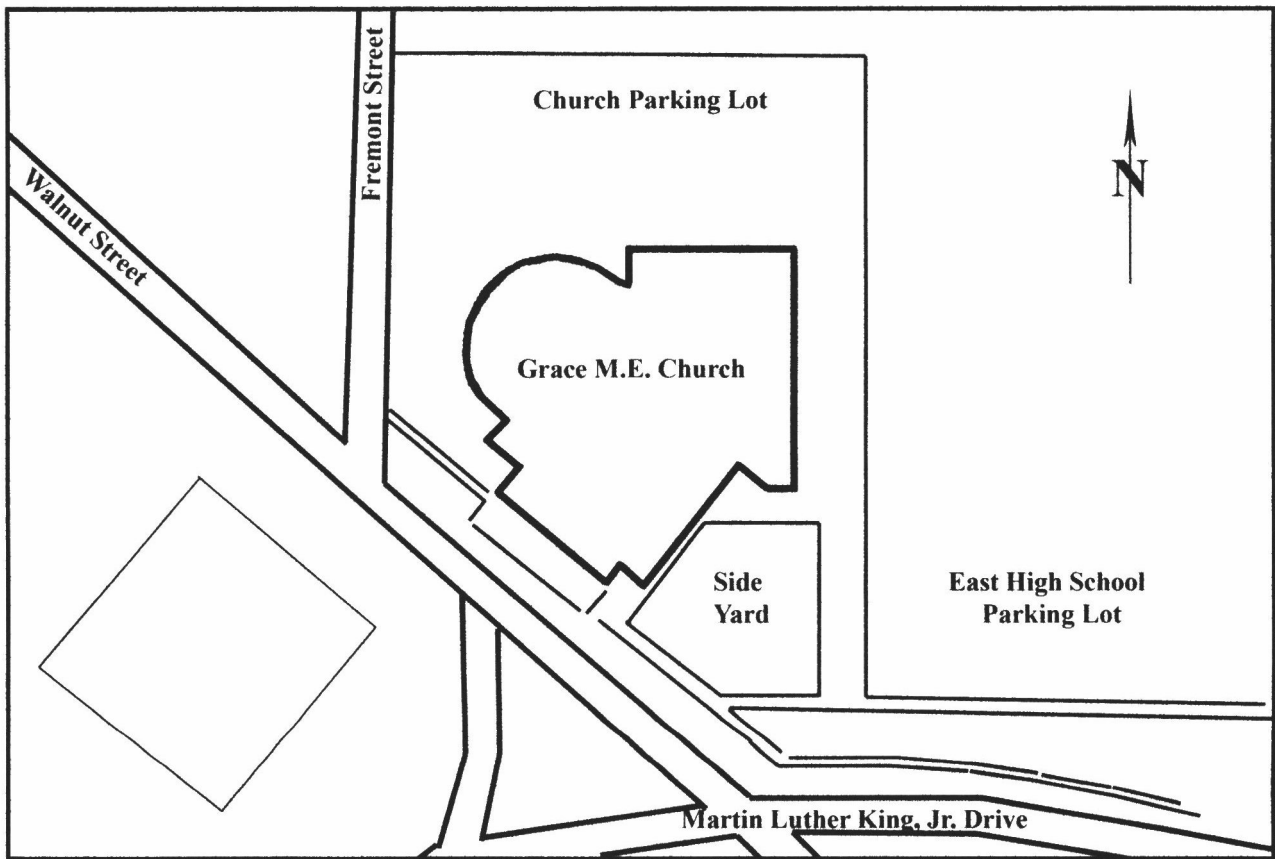 Fremont Street
Church Parking Lot
Walnut Street
N
Grace M.E. Church
Side
Yard
East High School
Parking Lot
Martin Luther King, Jr. Drive